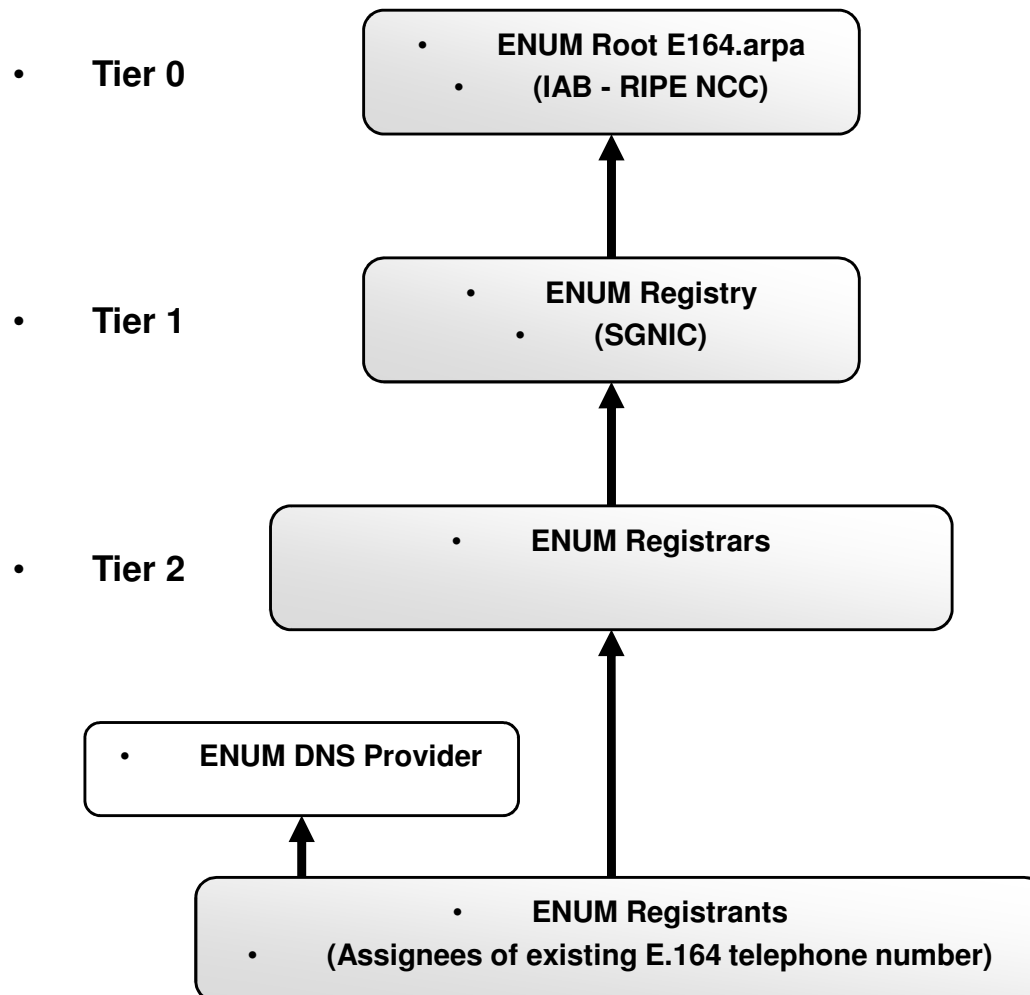 • Tier 0
• ENUM Root E164.arpa
• (IAB - RIPE NCC)
• Tier 1
• ENUM Registry
• (SGNIC)
• Tier 2
• ENUM Registrars
• ENUM DNS Provider
• ENUM Registrants
• (Assignees of existing E.164 telephone number)